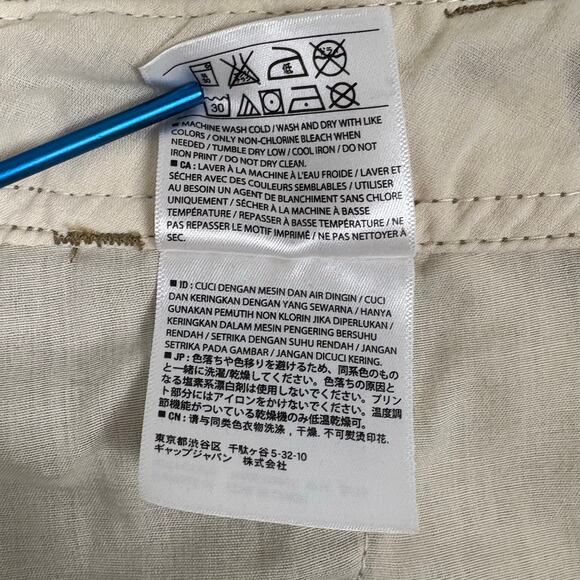 低
30
■ MACHINE WASH COLD / WASH AND DRY WITH LIKE
COLORS / ONLY NON-CHLORINE BLEACH WHEN
NEEDED / TUMBLE DRY LOW / COOL IRON / DO NOT
IRON PRINT / DO NOT DRY CLEAN.
■ CA : LAVER À LA MACHINE À L'EAU FROIDE / LAVER ET
SÉCHER AVEC DES COULEURS SEMBLABLES / UTILISER
AU BESOIN UN AGENT DE BLANCHIMENT SANS CHLORE
UNIQUEMENT / SÉCHER À LA MACHINE À BASSE
TEMPÉRATURE / REPASSER À BASSE TEMPÉRATURE / NE
PAS REPASSER LE MOTIF IMPRIMÉ / NE PAS NETTOYER À
SEC.
■ ID : CUCI DENGAN MESIN DAN AIR DINGIN / CUCI
DAN KERINGKAN DENGAN YANG SEWARNA / HANYA
GUNAKAN PEMUTIH NON KLORIN JIKA DIPERLUKAN /
KERINGKAN DALAM MESIN PENGERING BERSUHU
RENDAH / SETRIKA DENGAN SUHU RENDAH / JANGAN
SETRIKA PADA GAMBAR / JANGAN DICUCI KERING.
■ JP : 色落ちや色移りを避けるため、同系色のもの
と一緒に洗濯/乾燥してください。色落ちの原因と
なる塩素系漂白剤は使用しないでください。プリン
ト部分にはアイロンをかけないでください。温度調
節機能がついている乾燥機のみ低温乾燥可。
■ CN : 请与同类色衣物洗涤, 干燥. 不可熨烫印花.
東京都渋谷区 千駄ヶ谷 5-32-10
ギャップジャパン 株式会社